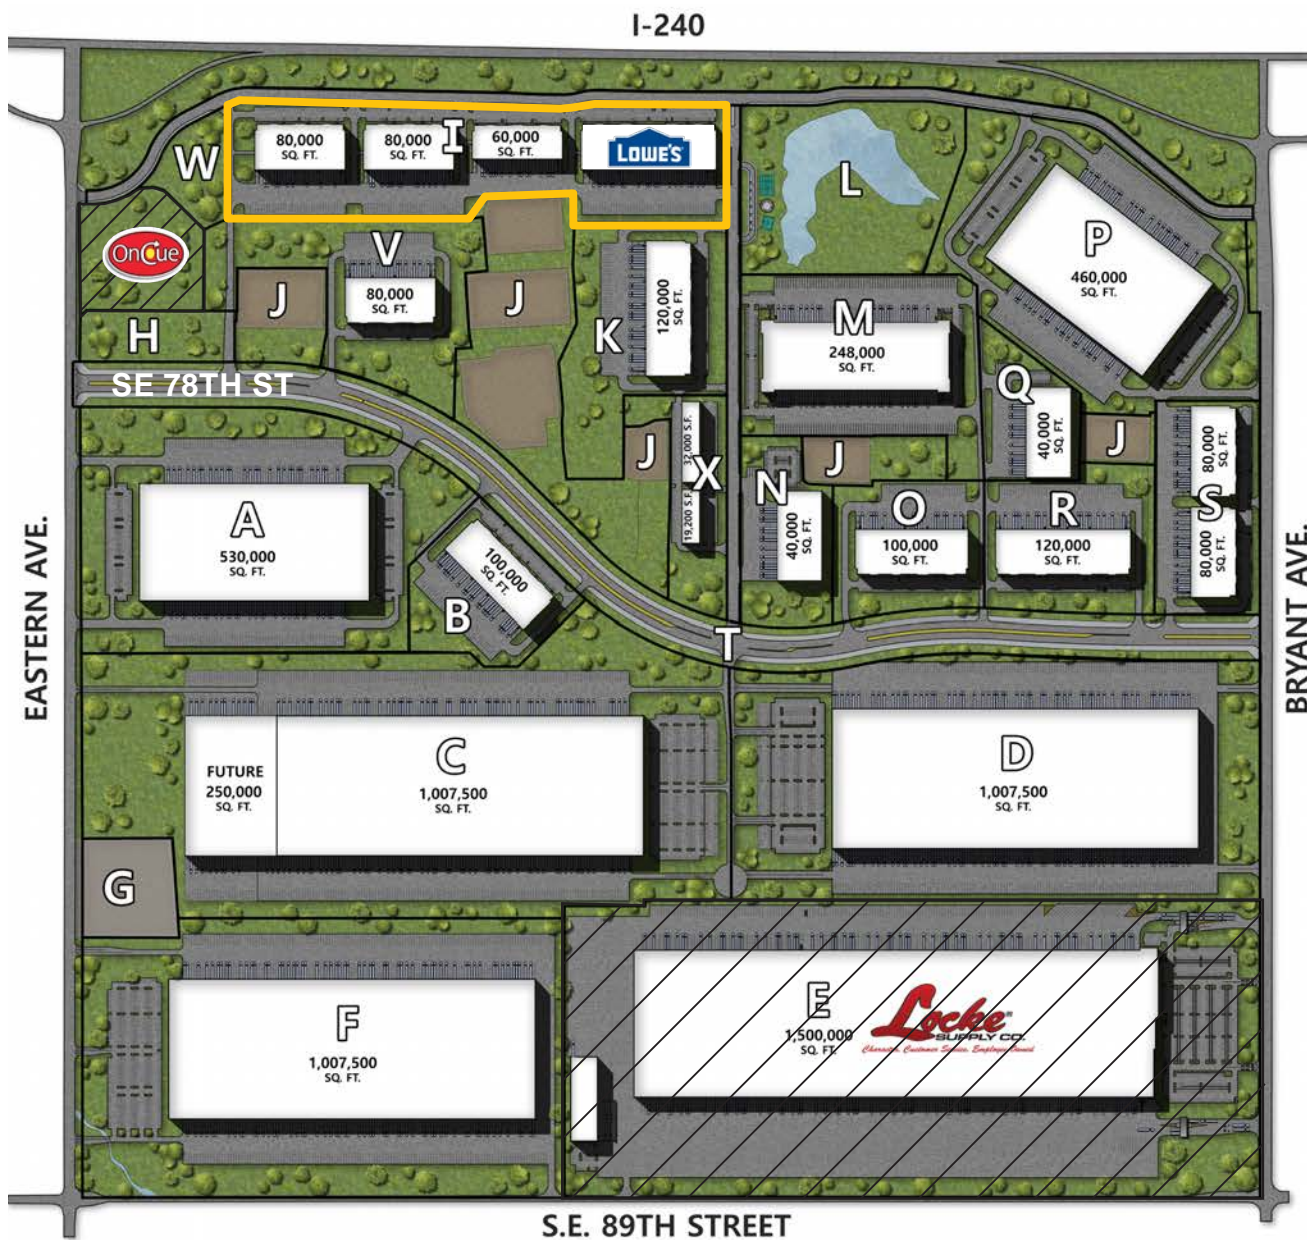 I-240
80,000
SQ. FT.
80,000
SQ. FT.
I
60,000
SQ. FT.
LOWE'S
W
L
P
460,000
SQ. FT.
OnCue
V
80,000
SQ. FT.
J
J
K
120,000
SQ. FT.
M
248,000
SQ. FT.
H
SE 78TH ST
Q
40,000
SQ. FT.
J
80,000
SQ. FT.
S
80,000
SQ. FT.
J
32,000 S.F.
X
19,200 S.F.
J
N
40,000
SQ. FT.
O
100,000
SQ. FT.
R
120,000
SQ. FT.
A
530,000
SQ. FT.
100,000
SQ. FT.
B
T
EASTERN AVE.
BRYANT AVE.
FUTURE
250,000
SQ. FT.
C
1,007,500
SQ. FT.
D
1,007,500
SQ. FT.
G
F
1,007,500
SQ. FT.
E
1,500,000
SQ. FT.
Locke
SUPPLY CO.
Character, Customer Service, Employee Owned
S.E. 89TH STREET